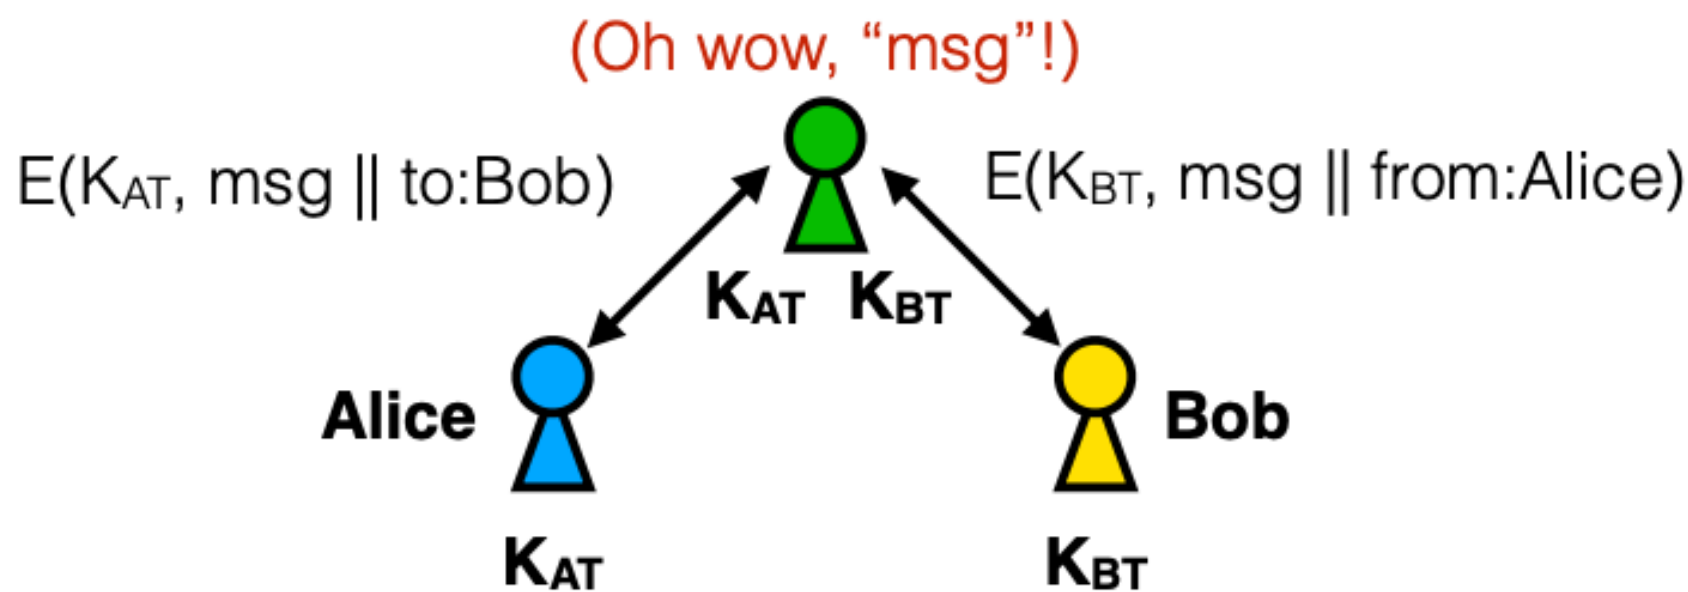 (Oh wow, “msg”!)
E(KAT, msg || to:Bob)
E(KBT, msg || from:Alice)
KAT
KBT
Alice
Bob
KAT
KBT